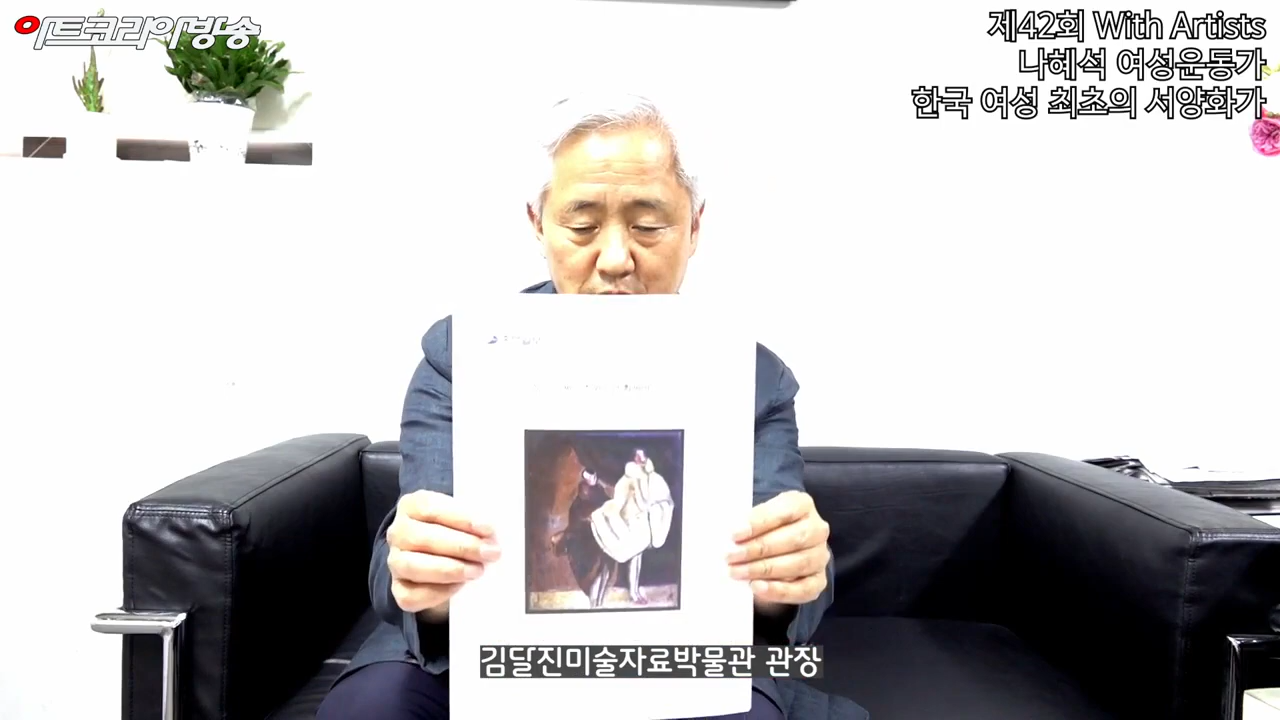 아트코리아방송
제42회 With Artists
나혜석 여성운동가
한국 여성 최초의 서양화가
김달진미술자료박물관 관장